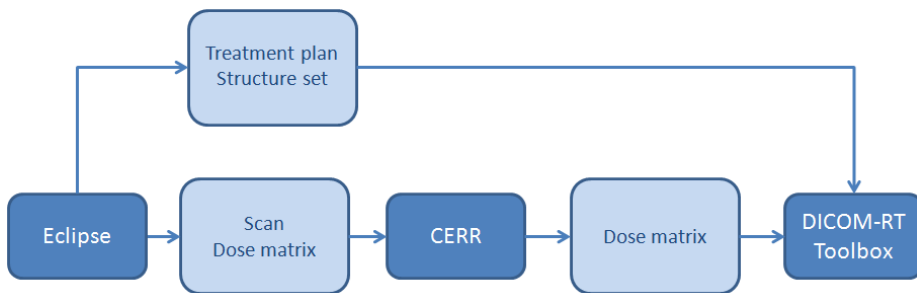 Treatment plan
Structure set
Eclipse
Scan
Dose matrix
CERR
Dose matrix
DICOM-RT
Toolbox